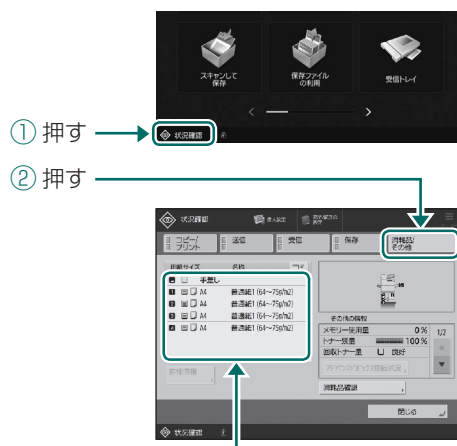 スキャンして
保存
保存ファイル
の利用
受信トレイ
① 押す
状況確認
② 押す
状況確認
コピー/
プリント
送信
受信
保存
消耗品/
その他
用紙サイズ
名称
手差し
1 A4 普通紙1 (64~75g/m2)
2 A4 普通紙1 (64~75g/m2)
3 A4 普通紙1 (64~75g/m2)
4 A4 普通紙1 (64~75g/m2)
その他の情報
メモリー使用量 0%
トナー残量 100%
回収トナー量 良好
1/2
消耗品確認
閉じる
状況確認